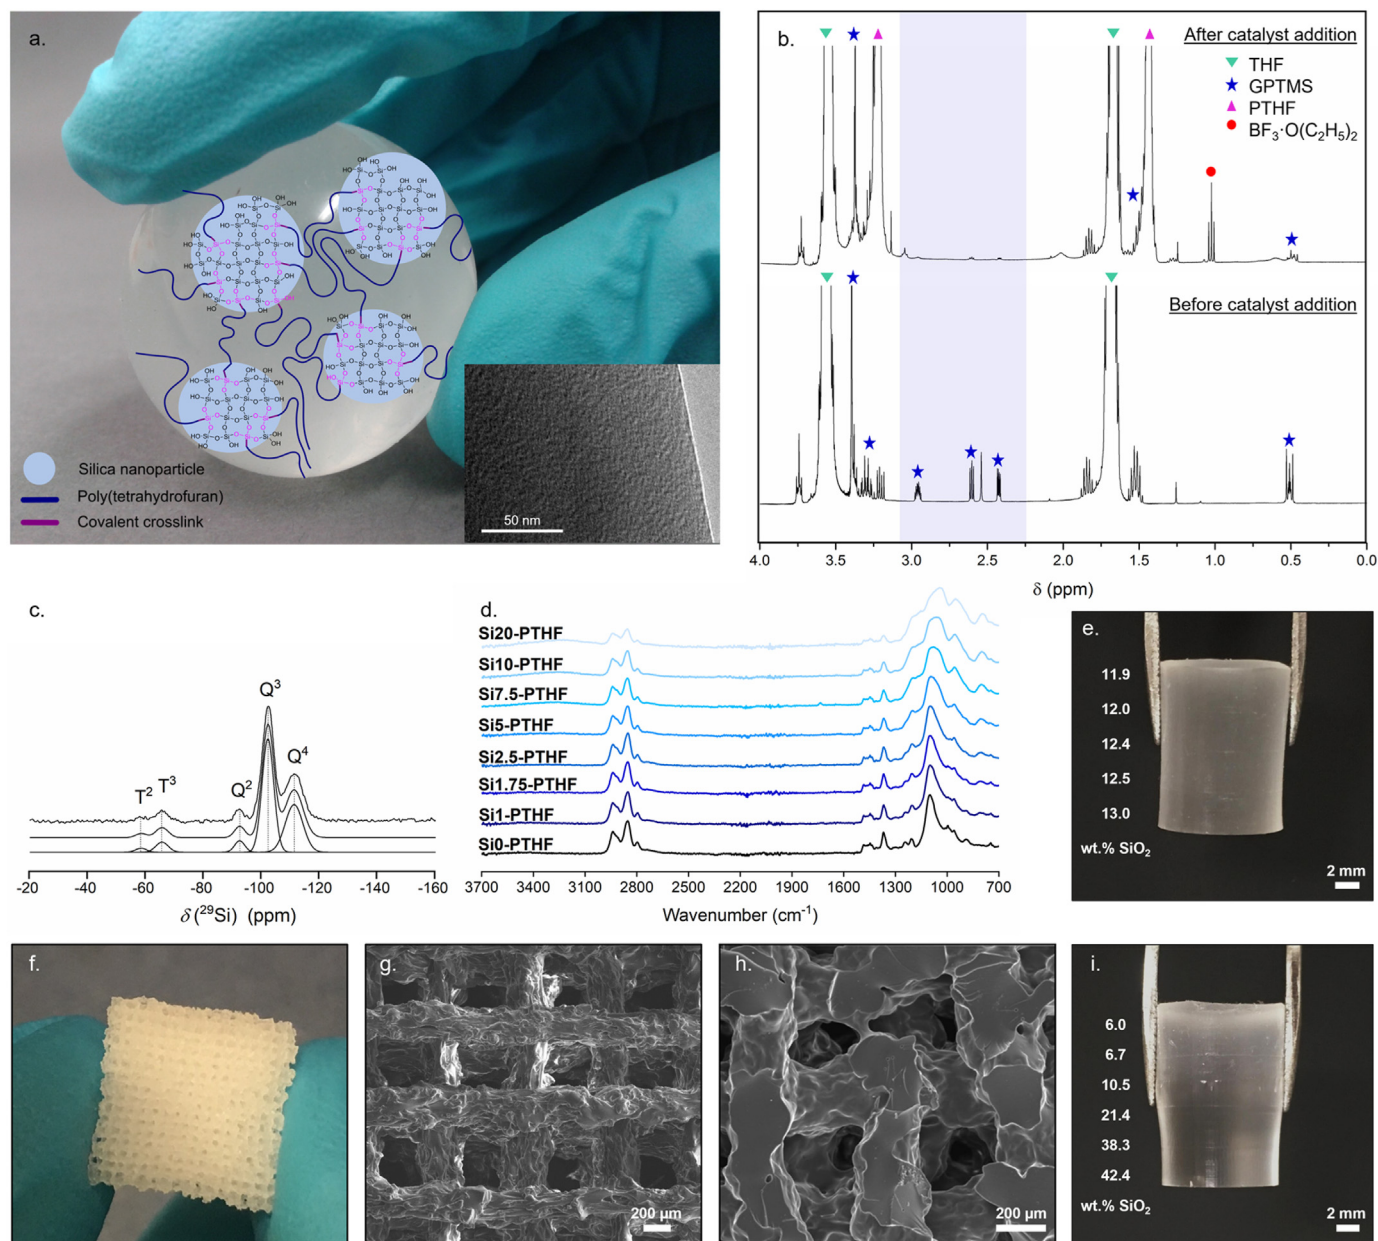 a.
Silica nanoparticle
Poly(tetrahydrofuran)
Covalent crosslink
50 nm
b.
After catalyst addition
THF
GPTMS
PTHF
BF₃·O(C₂H₅)₂
Before catalyst addition
4.0 3.5 3.0 2.5 2.0 1.5 1.0 0.5 0.0
δ (ppm)
c.
T² T³ Q² Q³ Q⁴
-20 -40 -60 -80 -100 -120 -140 -160
δ (²⁹Si) (ppm)
d.
Si20-PTHF
Si10-PTHF
Si7.5-PTHF
Si5-PTHF
Si2.5-PTHF
Si1.75-PTHF
Si1-PTHF
Si0-PTHF
3700 3100 2800 2500 2200 1900 1600 1300 1000 700
Wavenumber (cm⁻¹)
e.
11.9
12.0
12.4
12.5
13.0
wt.% SiO₂
2 mm
f.
g.
200 µm
h.
200 µm
i.
6.0
6.7
10.5
21.4
38.3
42.4
wt.% SiO₂
2 mm